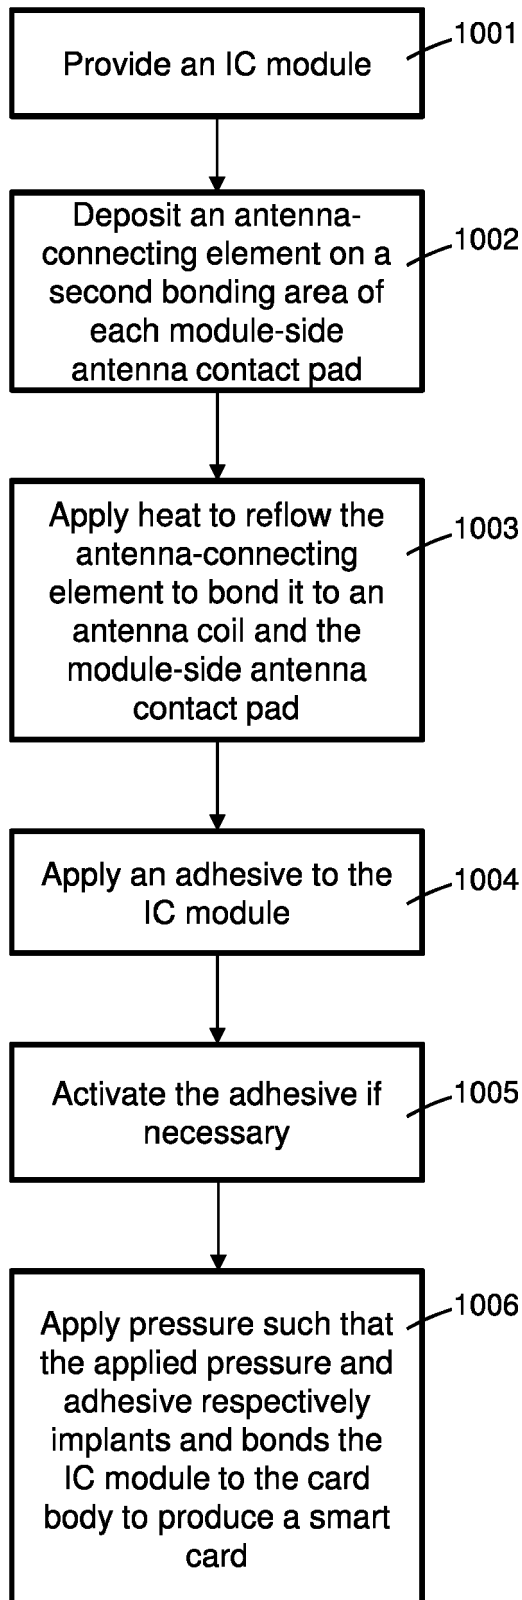 Provide an IC module
1001
Deposit an antenna-
connecting element on a
second bonding area of
each module-side
antenna contact pad
1002
Apply heat to reflow the
antenna-connecting
element to bond it to an
antenna coil and the
module-side antenna
contact pad
1003
Apply an adhesive to the
IC module
1004
Activate the adhesive if
necessary
1005
Apply pressure such that
the applied pressure and
adhesive respectively
implants and bonds the
IC module to the card
body to produce a smart
card
1006